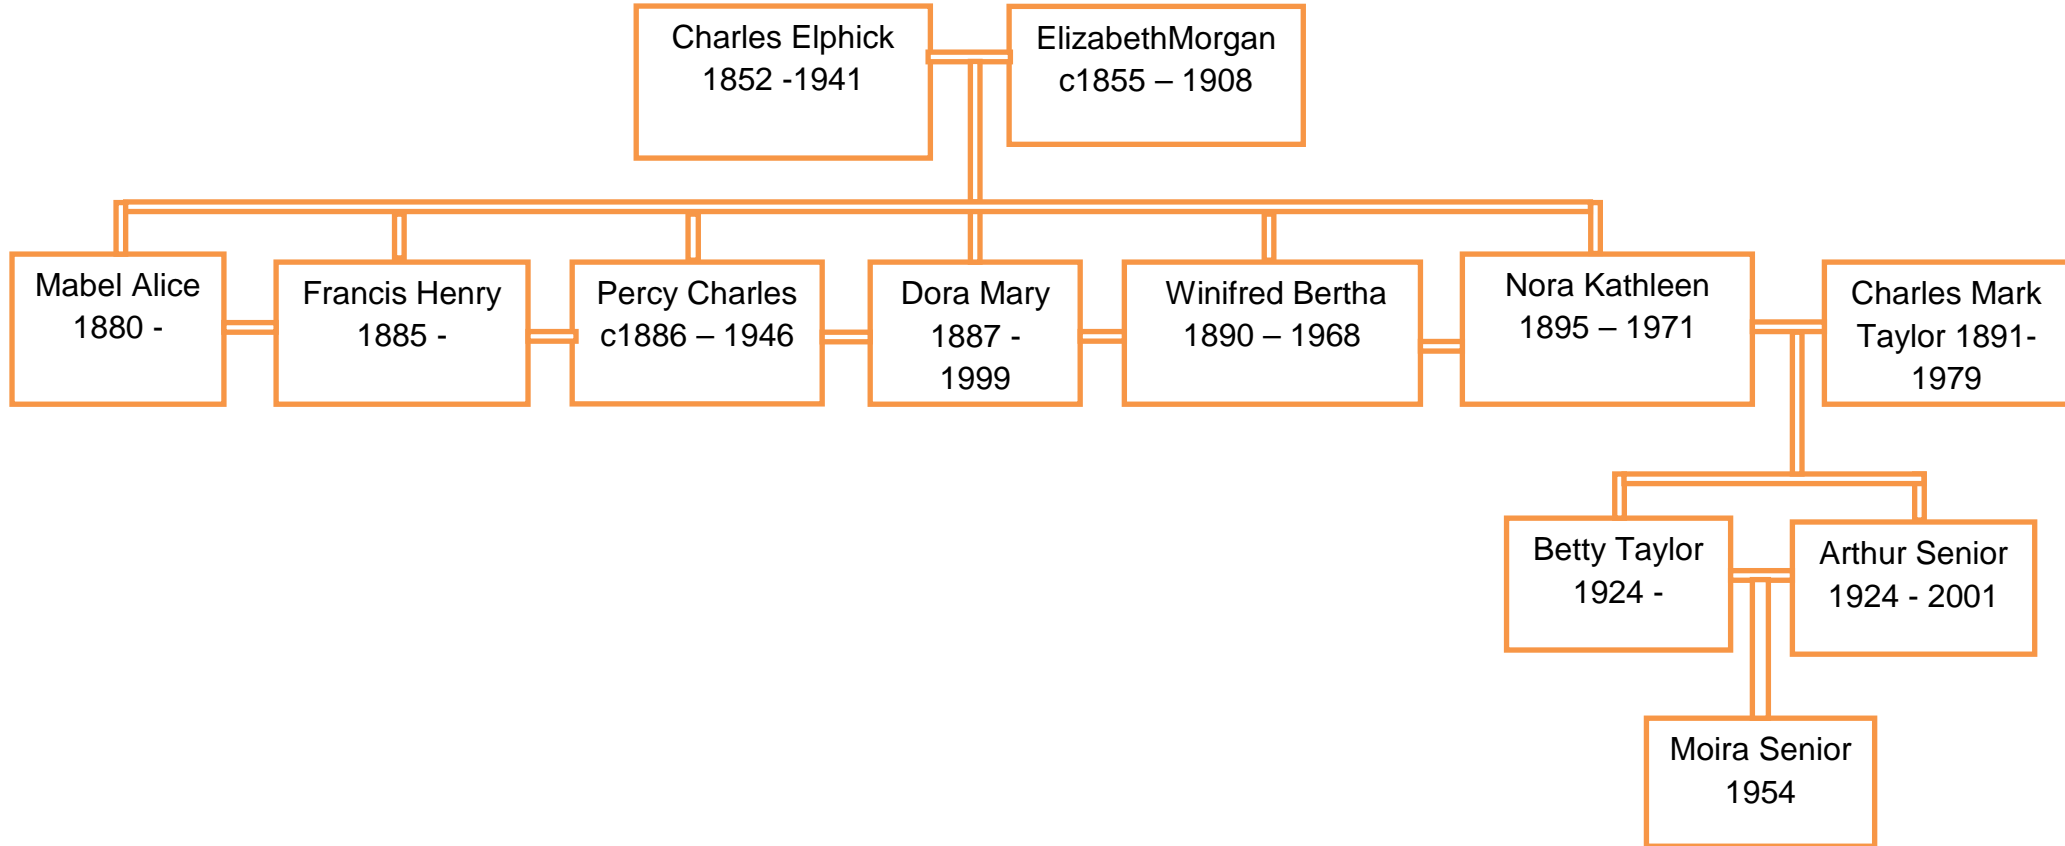 Charles Elphick
1852 -1941
ElizabethMorgan
c1855 – 1908
Mabel Alice
1880 -
Francis Henry
1885 -
Percy Charles
c1886 – 1946
Dora Mary
1887 -
1999
Winifred Bertha
1890 – 1968
Nora Kathleen
1895 – 1971
Charles Mark
Taylor 1891-
1979
Betty Taylor
1924 -
Arthur Senior
1924 - 2001
Moira Senior
1954